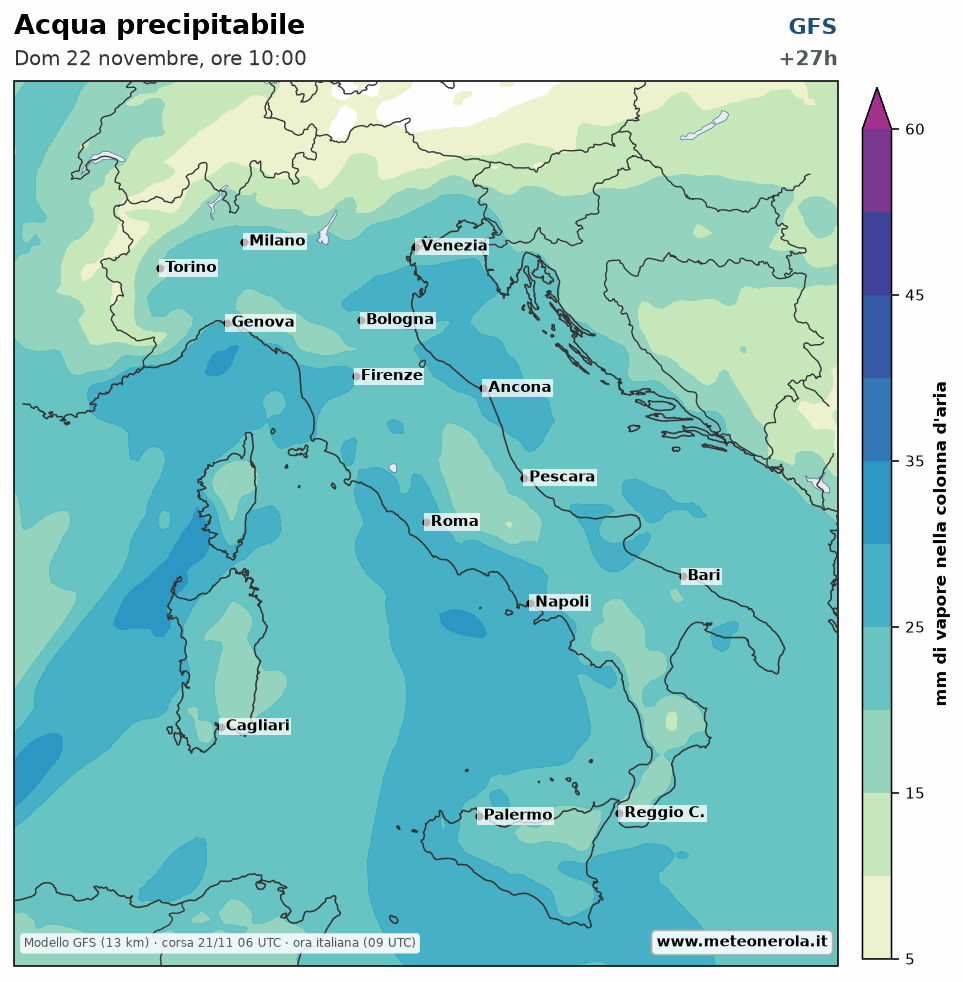 Acqua precipitabile
GFS
Dom 22 novembre, ore 10:00
+27h
Milano
Venezia
Torino
Genova
Bologna
Firenze
Ancona
Pescara
Roma
Bari
Napoli
Cagliari
Palermo
Reggio C.
60
45
35
25
15
5
mm di vapore nella colonna d'aria
Modello GFS (13 km) · corsa 21/11 06 UTC · ora italiana (09 UTC)
www.meteonerola.it